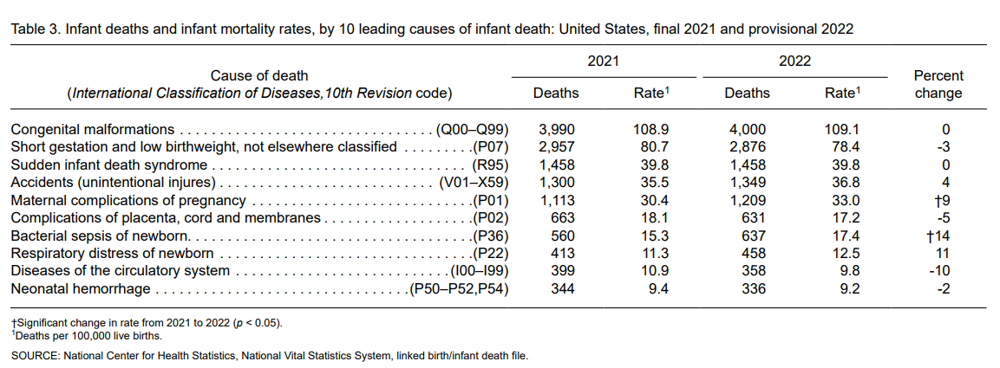 Table 3. Infant deaths and infant mortality rates, by 10 leading causes of infant death: United States, final 2021 and provisional 2022
Cause of death
(International Classification of Diseases,10th Revision code)
2021
2022
Percent
change
Deaths
Rate1
Deaths
Rate1
Congenital malformations . . . . . . . . . . . . . . . . . . . . . . . . . . . . . . . . . (Q00–Q99) 3,990 108.9 4,000 109.1 0
Short gestation and low birthweight, not elsewhere classified . . . . . . . . .(P07) 2,957 80.7 2,876 78.4 -3
Sudden infant death syndrome . . . . . . . . . . . . . . . . . . . . . . . . . . . . . . . . . (R95) 1,458 39.8 1,458 39.8 0
Accidents (unintentional injures) . . . . . . . . . . . . . . . . . . . . . . . . . . . . (V01–X59) 1,300 35.5 1,349 36.8 4
Maternal complications of pregnancy . . . . . . . . . . . . . . . . . . . . . . . . . . . . .(P01) 1,113 30.4 1,209 33.0 †9
Complications of placenta, cord and membranes . . . . . . . . . . . . . . . . . . . .(P02) 663 18.1 631 17.2 -5
Bacterial sepsis of newborn. . . . . . . . . . . . . . . . . . . . . . . . . . . . . . . . . . . . .(P36) 560 15.3 637 17.4 †14
Respiratory distress of newborn . . . . . . . . . . . . . . . . . . . . . . . . . . . . . . . . .(P22) 413 11.3 458 12.5 11
Diseases of the circulatory system . . . . . . . . . . . . . . . . . . . . . . . . . . . .(I00–I99) 399 10.9 358 9.8 -10
Neonatal hemorrhage . . . . . . . . . . . . . . . . . . . . . . . . . . . . . . . . .(P50–P52,P54) 344 9.4 336 9.2 -2
†Significant change in rate from 2021 to 2022 (p < 0.05).
1Deaths per 100,000 live births.
SOURCE: National Center for Health Statistics, National Vital Statistics System, linked birth/infant death file.